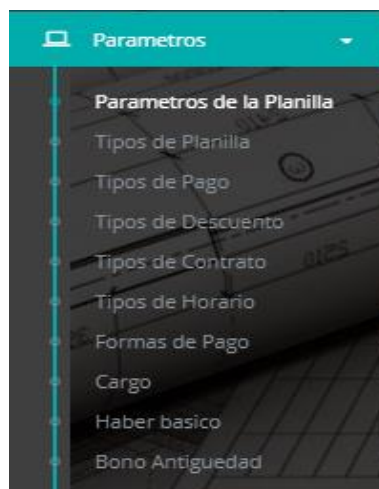 Parametros
Parametros de la Planilla
Tipos de Planilla
Tipos de Pago
Tipos de Descuento
Tipos de Contrato
Tipos de Horario
Formas de Pago
Cargo
Haber basico
Bono Antiguedad